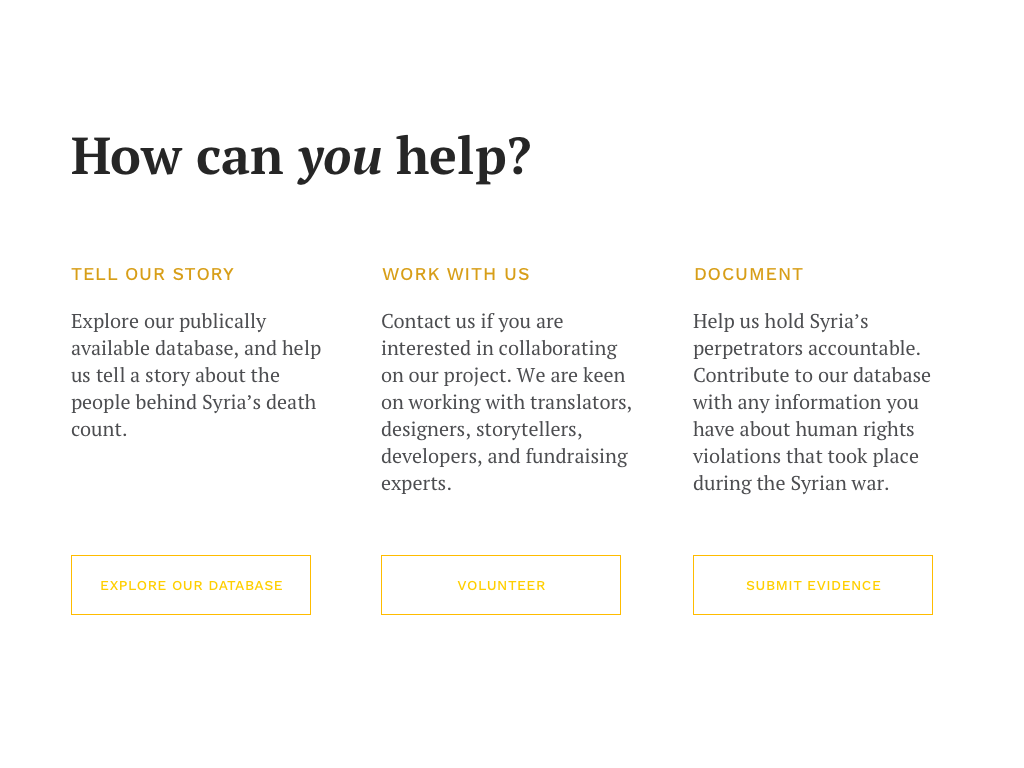 How can you help?
TELL OUR STORY
Explore our publically
available database, and help
us tell a story about the
people behind Syria’s death
count.
EXPLORE OUR DATABASE
WORK WITH US
Contact us if you are
interested in collaborating
on our project. We are keen
on working with translators,
designers, storytellers,
developers, and fundraising
experts.
VOLUNTEER
DOCUMENT
Help us hold Syria’s
perpetrators accountable.
Contribute to our database
with any information you
have about human rights
violations that took place
during the Syrian war.
SUBMIT EVIDENCE